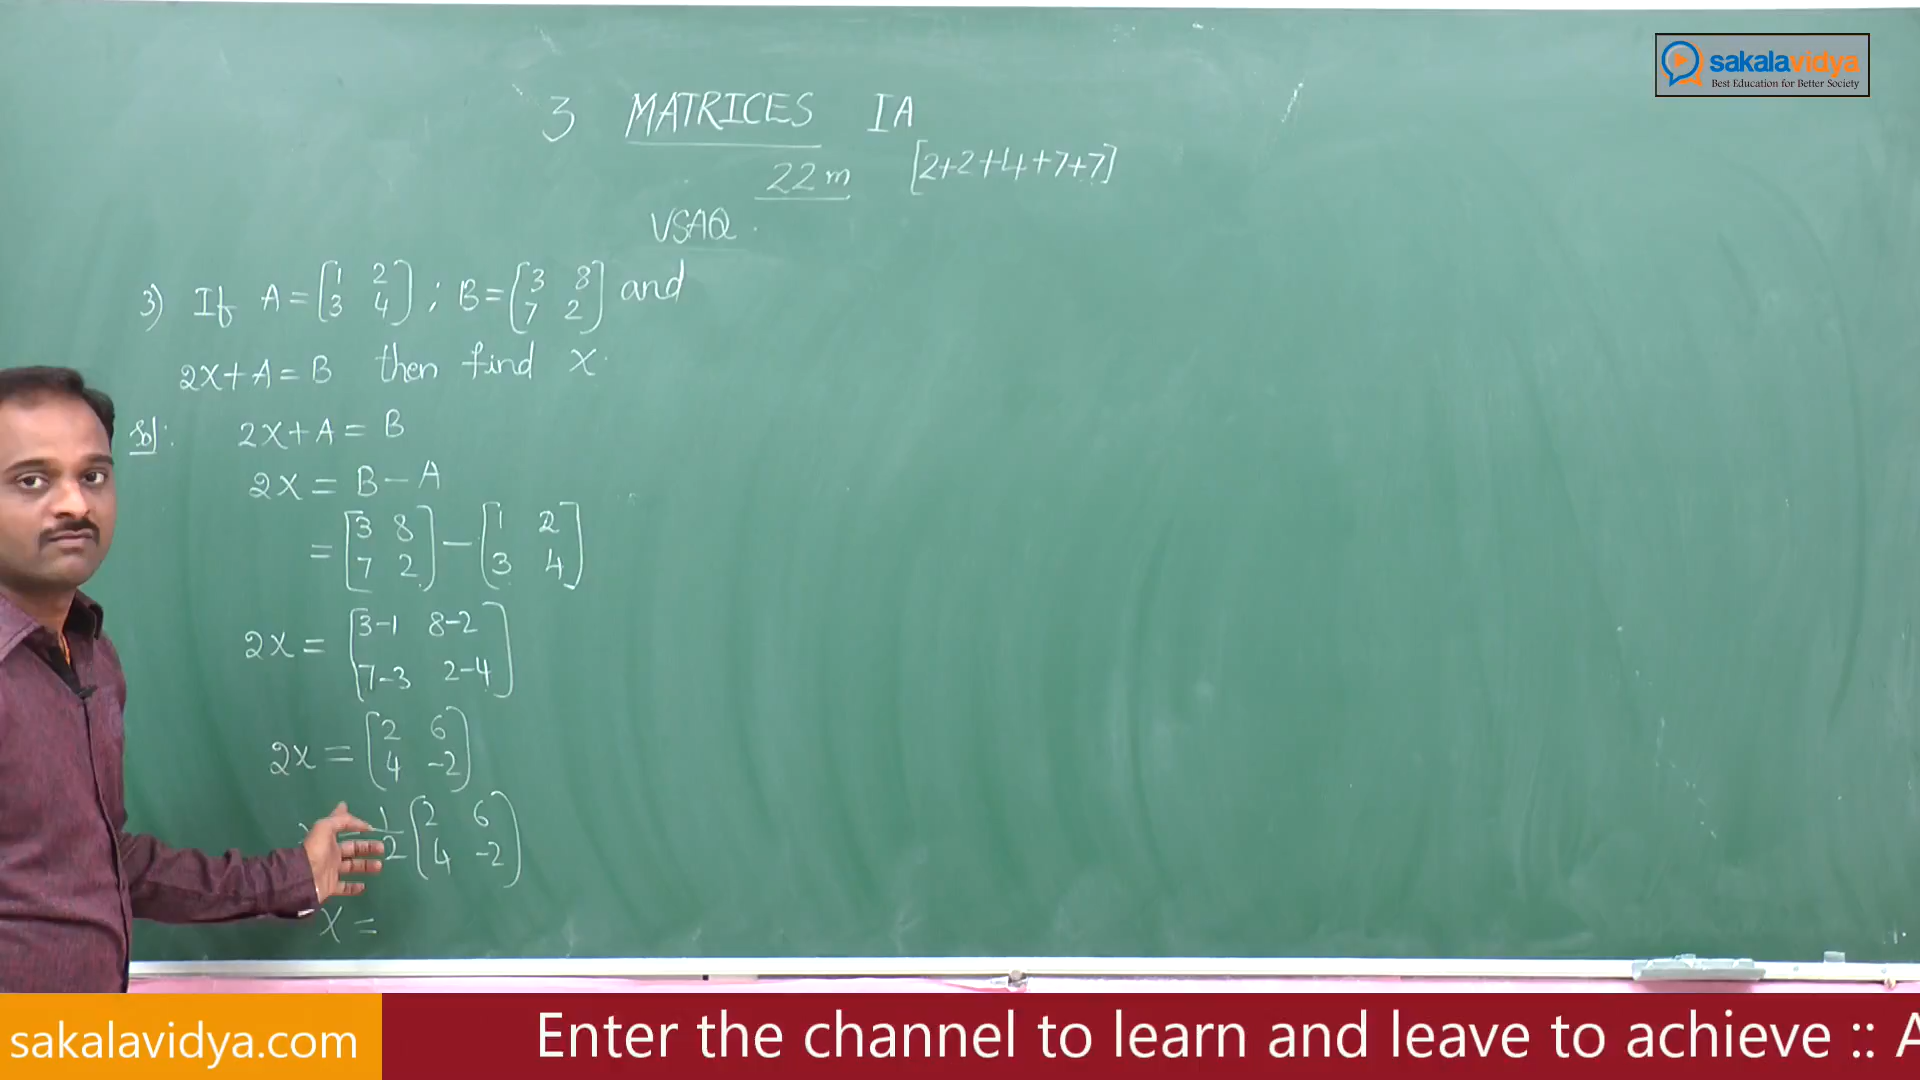 sakalavidya
Best Education for Better Society
3 MATRICES IA
22m [2+2+4+7+7]
VSAQ.
3) If A = [1 2 ; B = [3 8 and
3 4] 7 2]
2X+A = B then find X.
Sol: 2X+A = B
2X = B-A
= [3 8 - [1 2
7 2] 3 4]
2X = [3-1 8-2
7-3 2-4]
2X = [2 6
4 -2]
= 1/2 [2 6
4 -2]
X =
sakalavidya.com
Enter the channel to learn and leave to achieve ::